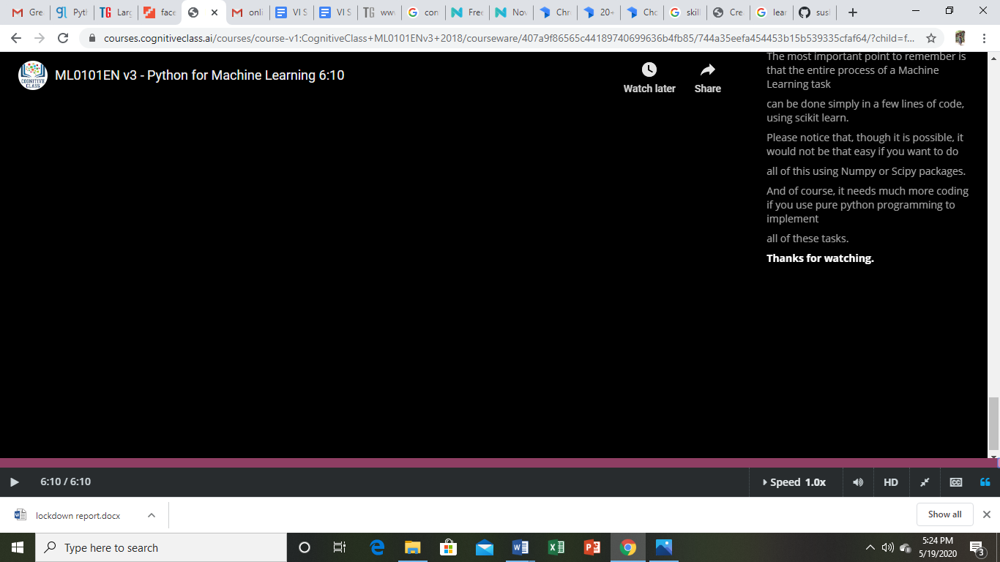 Gre
Pytl
Larg
face
onli
VI S
VI S
www
con
Free
Nov
Chr
20+
Cho
skill
Cre
lear
susl
courses.cognitiveclass.ai/courses/course-v1:CognitiveClass+ML0101ENv3+2018/courseware/407a9f86565c44189740699636b4fb85/744a35eefa454453b15b539335cfaf64/?child=f...
COGNITIVE
CLASS
ML0101EN v3 - Python for Machine Learning 6:10
Watch later
Share
The most important point to remember is
that the entire process of a Machine
Learning task
can be done simply in a few lines of code,
using scikit learn.
Please notice that, though it is possible, it
would not be that easy if you want to do
all of this using Numpy or Scipy packages.
And of course, it needs much more coding
if you use pure python programming to
implement
all of these tasks.
Thanks for watching.
6:10 / 6:10
Speed 1.0x
HD
CC
lockdown report.docx
Show all
Type here to search
5:24 PM
5/19/2020
3